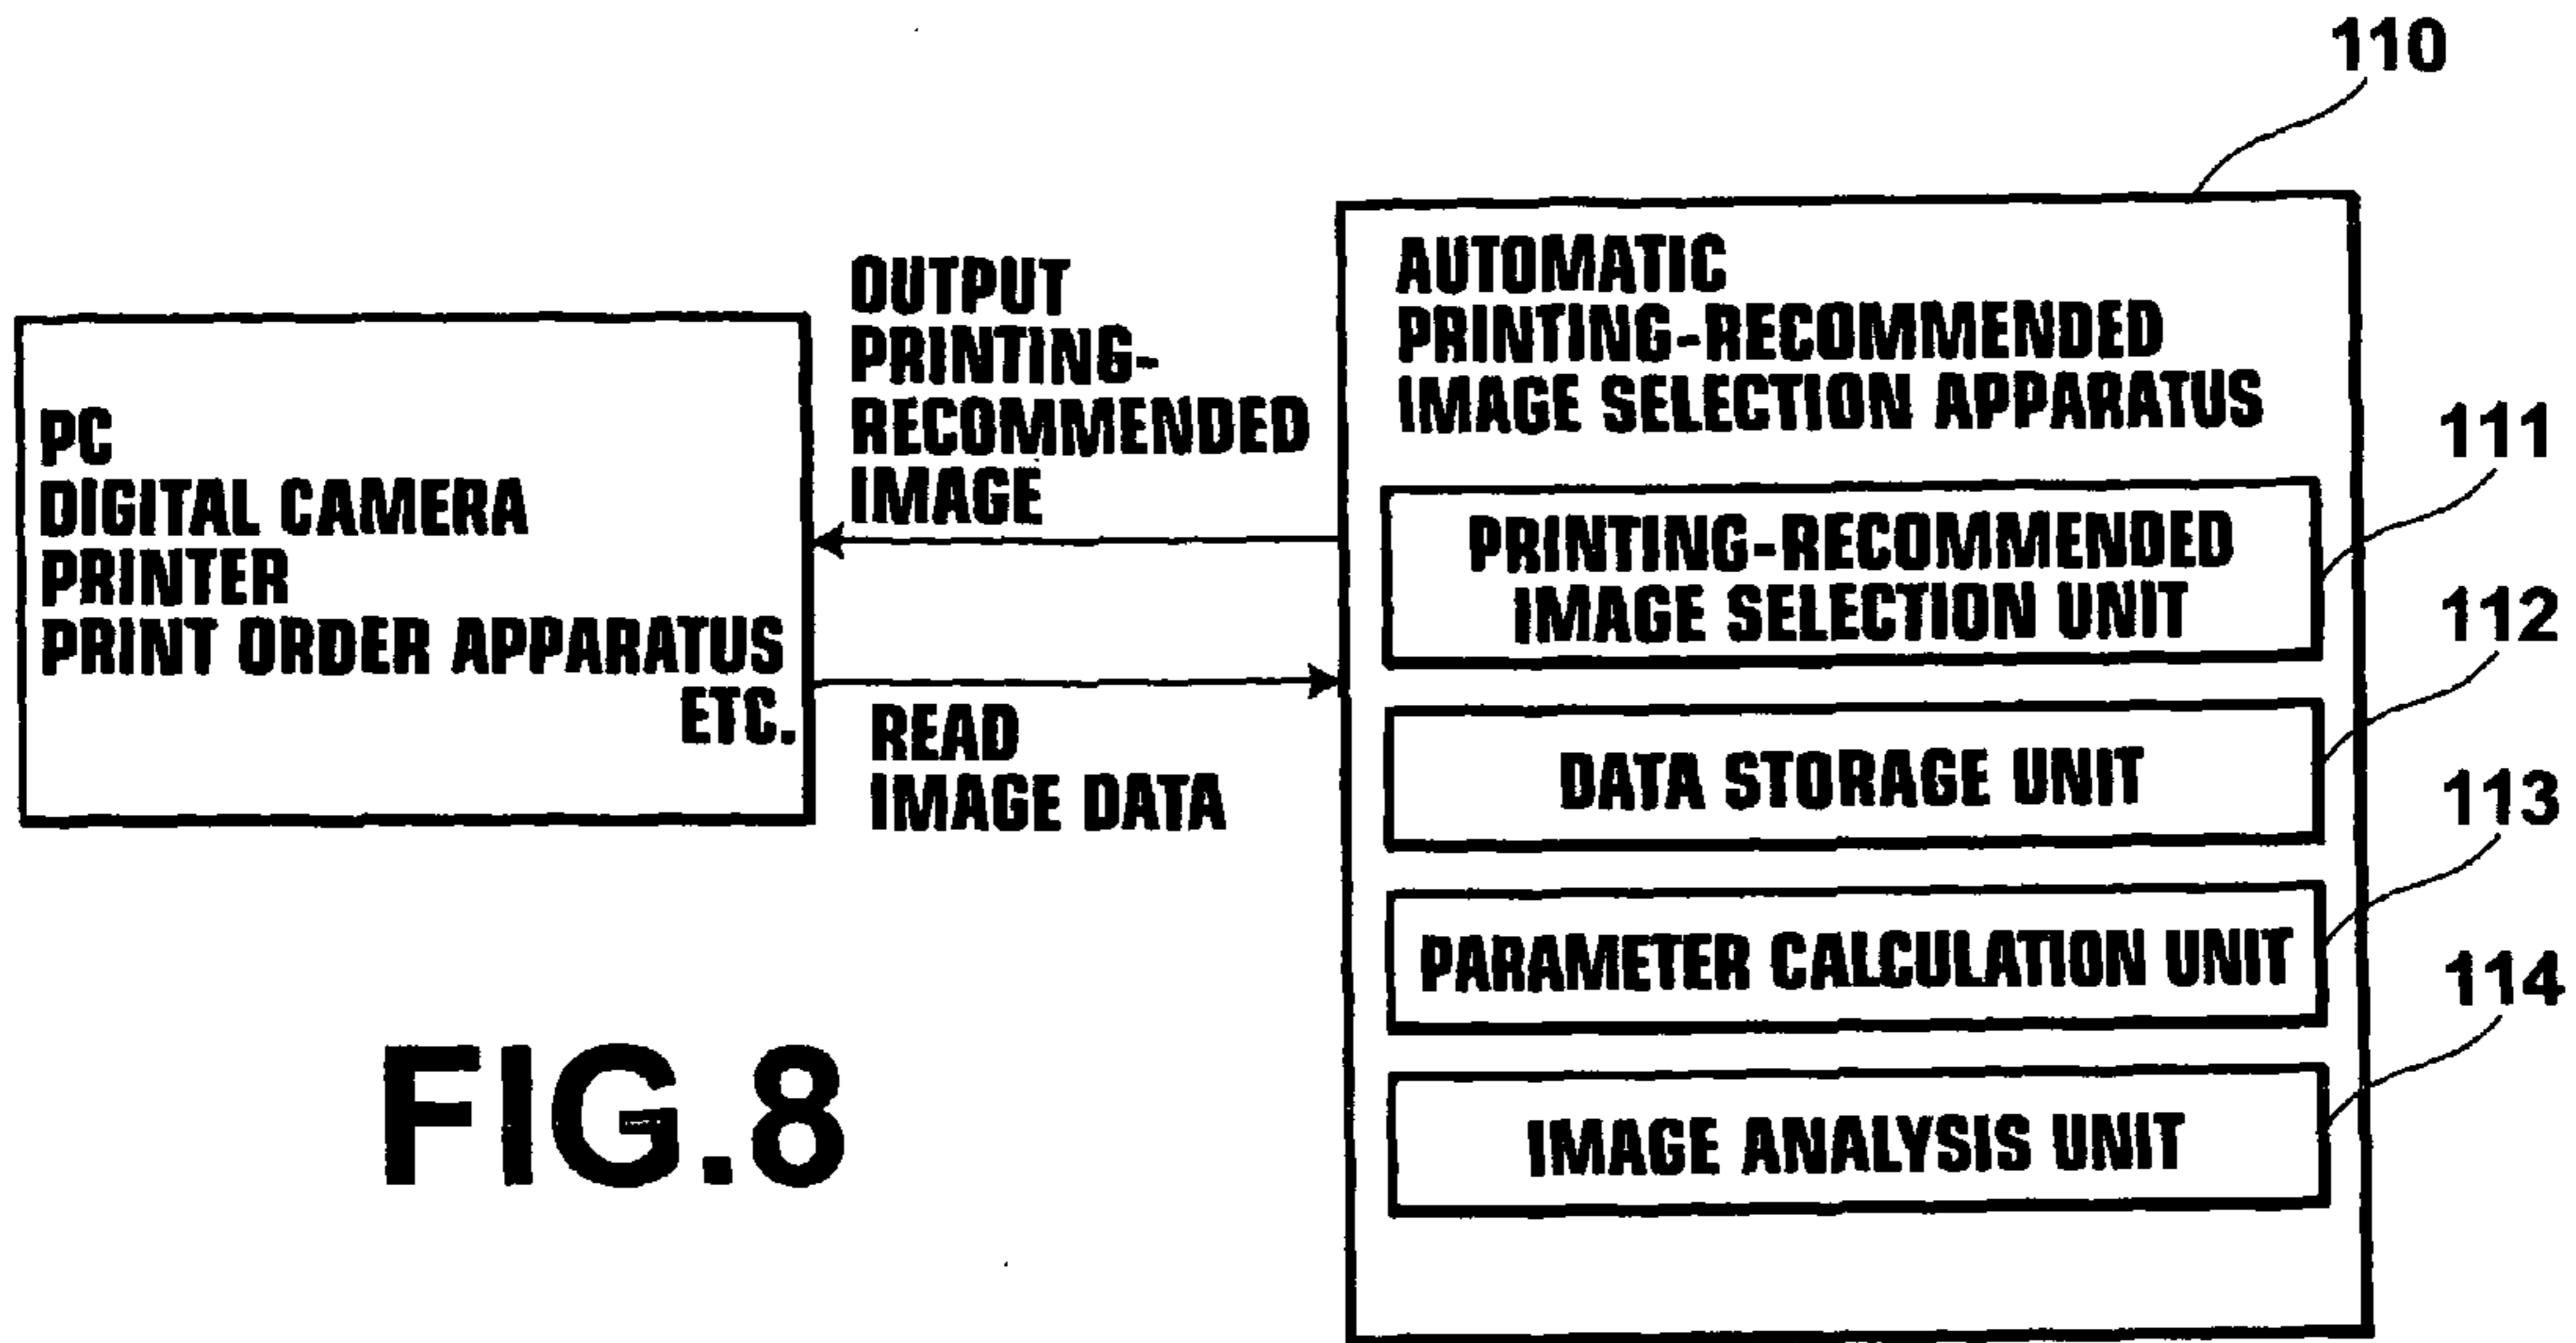 110
PC
DIGITAL CAMERA
PRINTER
PRINT ORDER APPARATUS
ETC.
OUTPUT
PRINTING-
RECOMMENDED
IMAGE
READ
IMAGE DATA
AUTOMATIC
PRINTING-RECOMMENDED
IMAGE SELECTION APPARATUS
111
PRINTING-RECOMMENDED
IMAGE SELECTION UNIT
112
DATA STORAGE UNIT
113
PARAMETER CALCULATION UNIT
114
IMAGE ANALYSIS UNIT
FIG.8